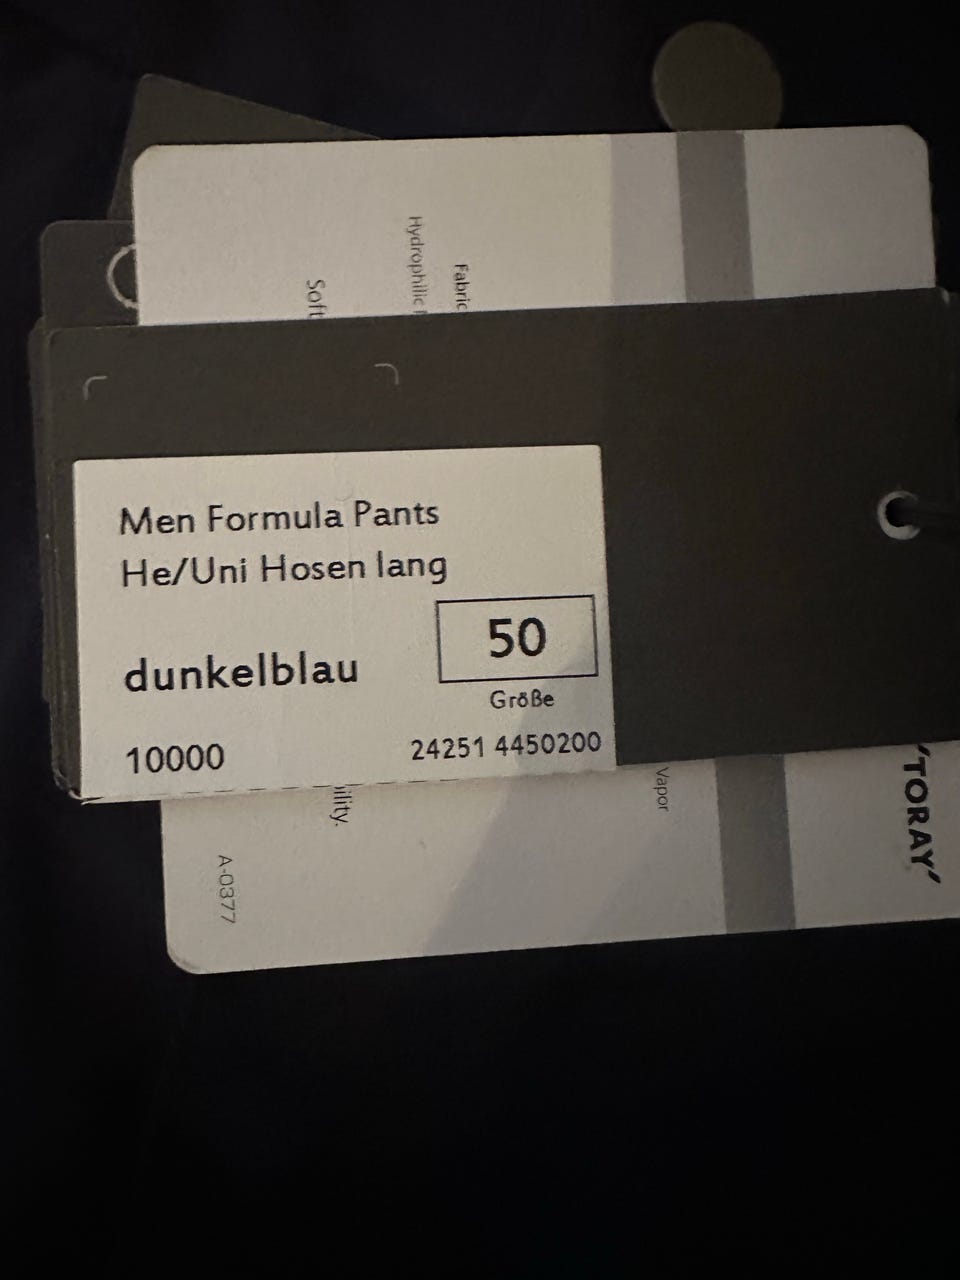 Fabric
Hydrophilic
Soft
Men Formula Pants
He/Uni Hosen lang
50
dunkelblau
Größe
10000
24251 4450200
"TORAY"
Vapor
ility.
A-0377